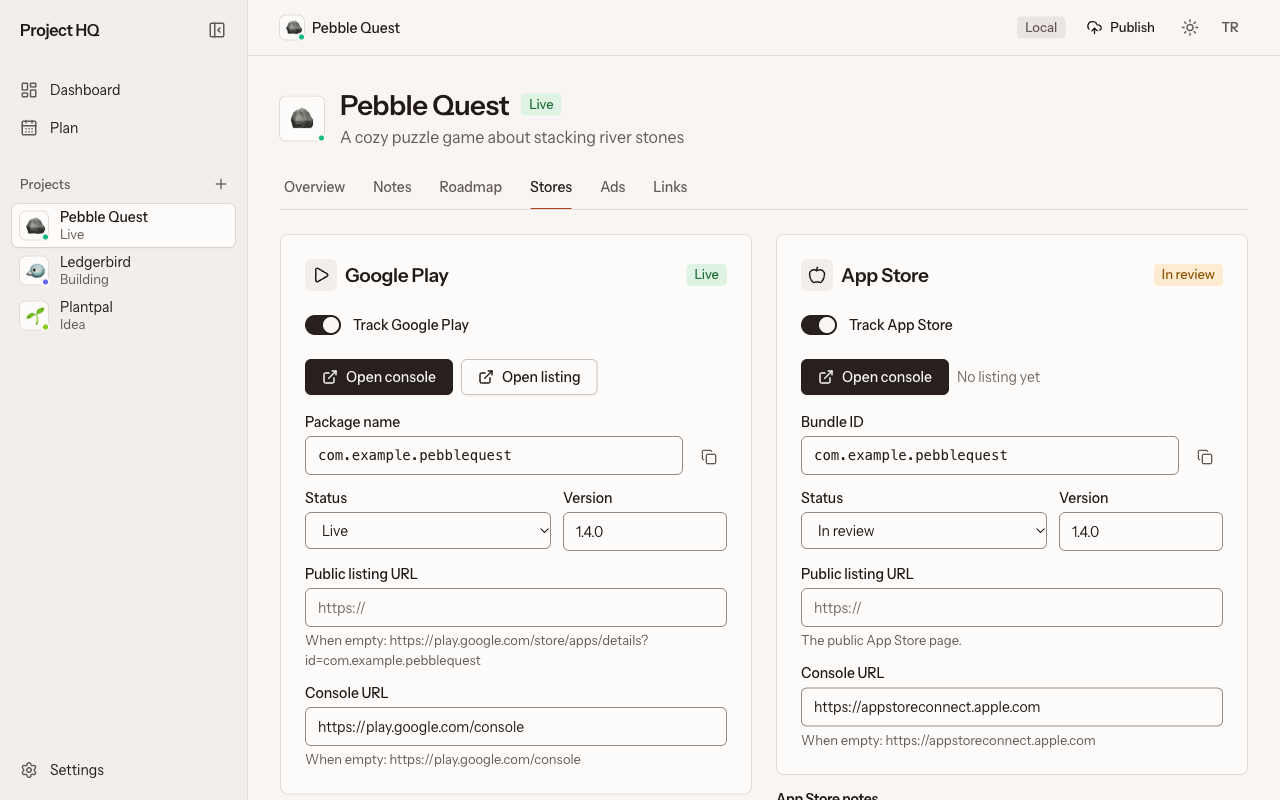 Project HQ
Dashboard
Plan
Projects
Pebble Quest
Live
Ledgerbird
Building
Plantpal
Idea
Settings
Pebble Quest
Local
Publish
TR
Pebble Quest
Live
A cozy puzzle game about stacking river stones
Overview
Notes
Roadmap
Stores
Ads
Links
Google Play
Live
Track Google Play
Open console
Open listing
Package name
com.example.pebblequest
Status
Version
Live
1.4.0
Public listing URL
https://
When empty: https://play.google.com/store/apps/details?
id=com.example.pebblequest
Console URL
https://play.google.com/console
When empty: https://play.google.com/console
App Store
In review
Track App Store
Open console
No listing yet
Bundle ID
com.example.pebblequest
Status
Version
In review
1.4.0
Public listing URL
https://
The public App Store page.
Console URL
https://appstoreconnect.apple.com
When empty: https://appstoreconnect.apple.com
App Store notes